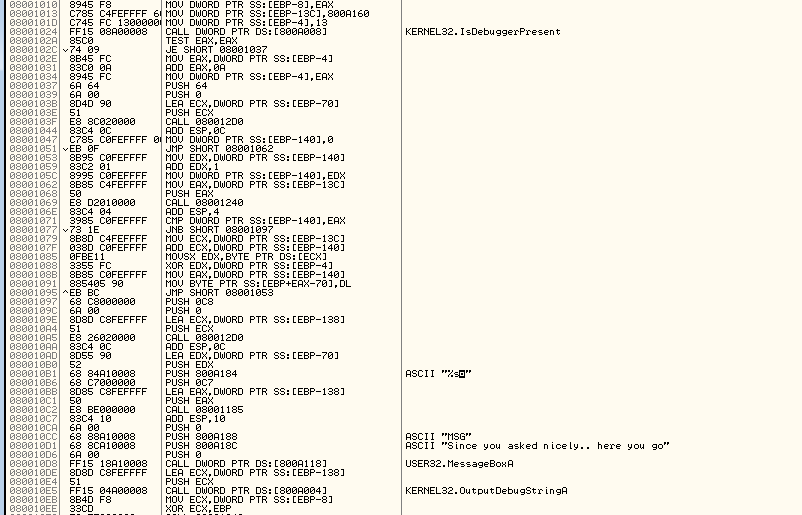 08001010 8945 F8 MOV DWORD PTR SS:[EBP-8],EAX
08001013 C785 C4FEFFFF 60 MOV DWORD PTR SS:[EBP-13C],800A160
0800101D C745 FC 13000000 MOV DWORD PTR SS:[EBP-4],13
08001024 FF15 08A00008 CALL DWORD PTR DS:[800A008] KERNEL32.IsDebuggerPresent
0800102A 85C0 TEST EAX,EAX
0800102C 74 09 JE SHORT 08001037
0800102E 8B45 FC MOV EAX,DWORD PTR SS:[EBP-4]
08001031 83C0 0A ADD EAX,0A
08001034 8945 FC MOV DWORD PTR SS:[EBP-4],EAX
08001037 6A 64 PUSH 64
08001039 6A 00 PUSH 0
0800103B 8D4D 90 LEA ECX,DWORD PTR SS:[EBP-70]
0800103E 51 PUSH ECX
0800103F E8 8C020000 CALL 080012D0
08001044 83C4 0C ADD ESP,0C
08001047 C785 C0FEFFFF 00 MOV DWORD PTR SS:[EBP-140],0
08001051 EB 0F JMP SHORT 08001062
08001053 8B95 C0FEFFFF MOV EDX,DWORD PTR SS:[EBP-140]
08001059 83C2 01 ADD EDX,1
0800105C 8995 C0FEFFFF MOV DWORD PTR SS:[EBP-140],EDX
08001062 8B85 C4FEFFFF MOV EAX,DWORD PTR SS:[EBP-13C]
08001068 50 PUSH EAX
08001069 E8 D2010000 CALL 08001240
0800106E 83C4 04 ADD ESP,4
08001071 3985 C0FEFFFF CMP DWORD PTR SS:[EBP-140],EAX
08001077 73 1E JNB SHORT 08001097
08001079 8B8D C4FEFFFF MOV ECX,DWORD PTR SS:[EBP-13C]
0800107F 038D C0FEFFFF ADD ECX,DWORD PTR SS:[EBP-140]
08001085 0FBE11 MOVSX EDX,BYTE PTR DS:[ECX]
08001088 3355 FC XOR EDX,DWORD PTR SS:[EBP-4]
0800108B 8B85 C0FEFFFF MOV EAX,DWORD PTR SS:[EBP-140]
08001091 885405 90 MOV BYTE PTR SS:[EBP+EAX-70],DL
08001095 EB BC JMP SHORT 08001053
08001097 68 C8000000 PUSH 0C8
0800109C 6A 00 PUSH 0
0800109E 8D8D C8FEFFFF LEA ECX,DWORD PTR SS:[EBP-138]
080010A4 51 PUSH ECX
080010A5 E8 26020000 CALL 080012D0
080010AA 83C4 0C ADD ESP,0C
080010AD 8D55 90 LEA EDX,DWORD PTR SS:[EBP-70]
080010B0 52 PUSH EDX
080010B1 68 84A10008 PUSH 800A184 ASCII "%s"
080010B6 68 C7000000 PUSH 0C7
080010BB 8D85 C8FEFFFF LEA EAX,DWORD PTR SS:[EBP-138]
080010C1 50 PUSH EAX
080010C2 E8 BE000000 CALL 08001185
080010C7 83C4 10 ADD ESP,10
080010CA 6A 00 PUSH 0
080010CC 68 88A10008 PUSH 800A188 ASCII "MSG"
080010D1 68 8CA10008 PUSH 800A18C ASCII "Since you asked nicely.. here you go"
080010D6 6A 00 PUSH 0
080010D8 FF15 18A10008 CALL DWORD PTR DS:[800A118] USER32.MessageBoxA
080010DE 8D8D C8FEFFFF LEA ECX,DWORD PTR SS:[EBP-138]
080010E4 51 PUSH ECX
080010E5 FF15 04A00008 CALL DWORD PTR DS:[800A004] KERNEL32.OutputDebugStringA
080010EB 8B4D F8 MOV ECX,DWORD PTR SS:[EBP-8]
080010EE 33CD XOR ECX,EBP